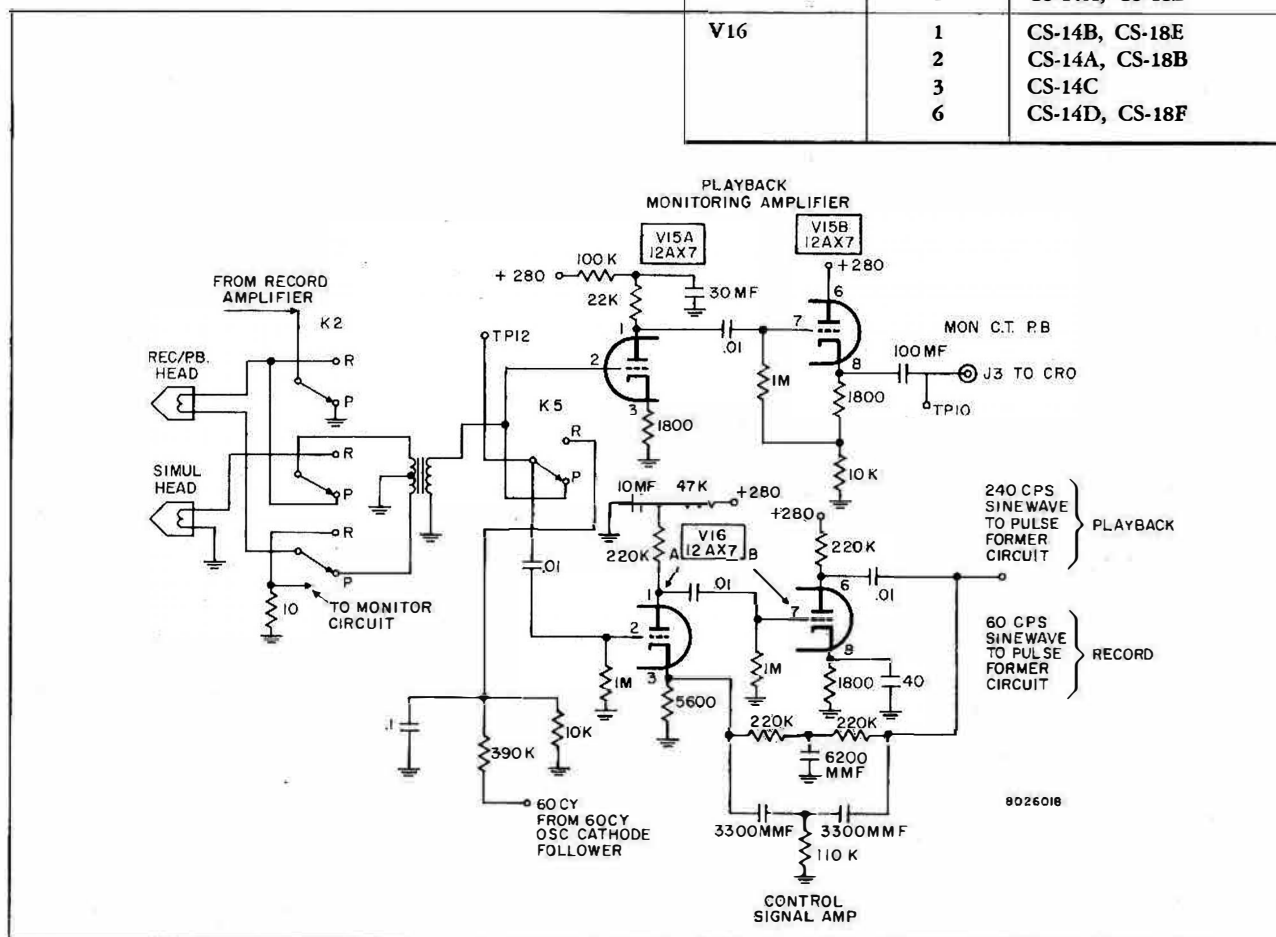 V16 1 CS-14B, CS-18E
2 CS-14A, CS-18B
3 CS-14C
6 CS-14D, CS-18F
PLAYBACK
MONITORING AMPLIFIER
V15A
12AX7
V15B
12AX7
+ 280
100 K
22K
30 MF
+280
6
1
2
3
.01
7
8
1M
1800
1800
10 K
MON C.T. P.B
100 MF
J3 TO CRO
TP10
FROM RECORD
AMPLIFIER
K2
REC/PB.
HEAD
R
P
SIMUL
HEAD
R
P
R
P
10
TO MONITOR
CIRCUIT
TP12
K5
R
P
.01
10 MF
47K
+280
220K
V16
12 AX7
A
B
+280
220K
6
.01
1
.01
2
3
7
8
1M
5600
1M
1800
40
240 CPS
SINEWAVE
TO PULSE
FORMER
CIRCUIT
PLAYBACK
60 CPS
SINEWAVE
TO PULSE
FORMER
CIRCUIT
RECORD
.1
390 K
10K
60 CY
FROM 60CY
OSC CATHODE
FOLLOWER
220K
220K
6200
MMF
3300MMF
3300MMF
110 K
8026018
CONTROL
SIGNAL AMP